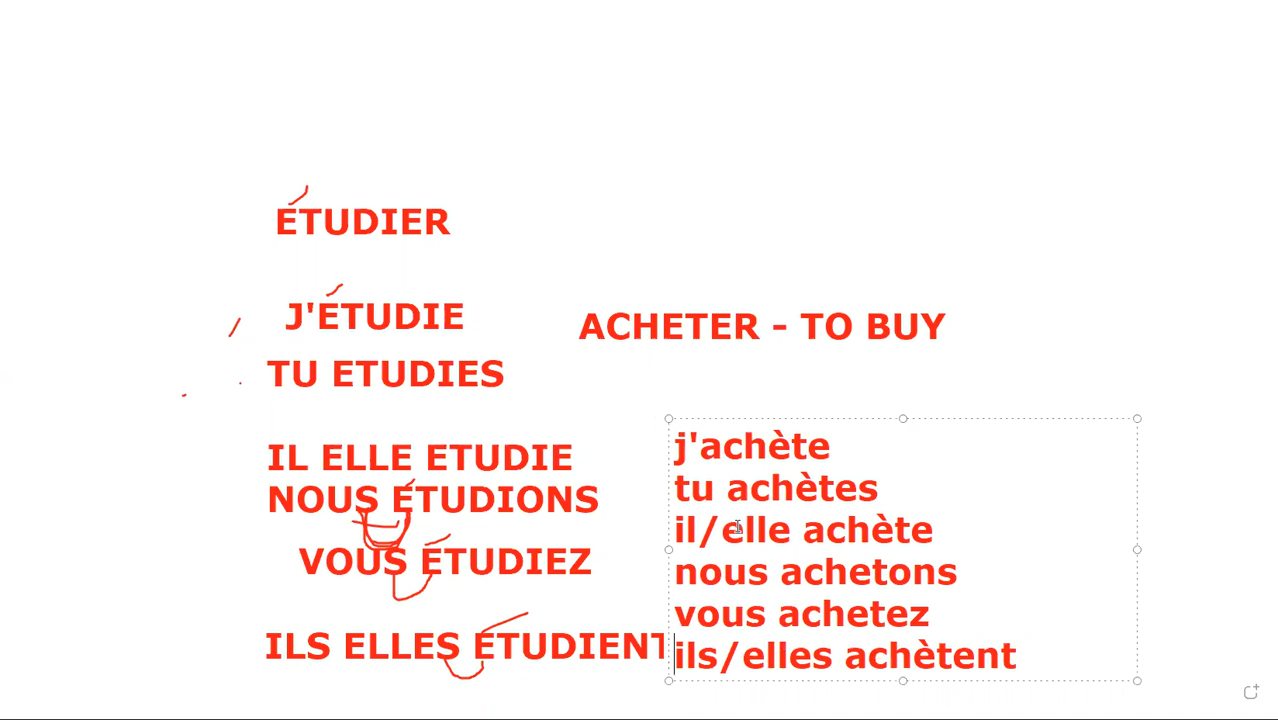 ÉTUDIER
J'ÉTUDIE
TU ETUDIES
IL ELLE ETUDIE
NOUS ÉTUDIONS
VOUS ÉTUDIEZ
ILS ELLES ÉTUDIENT
ACHETER - TO BUY
j'achète
tu achètes
il/elle achète
nous achetons
vous achetez
ils/elles achètent